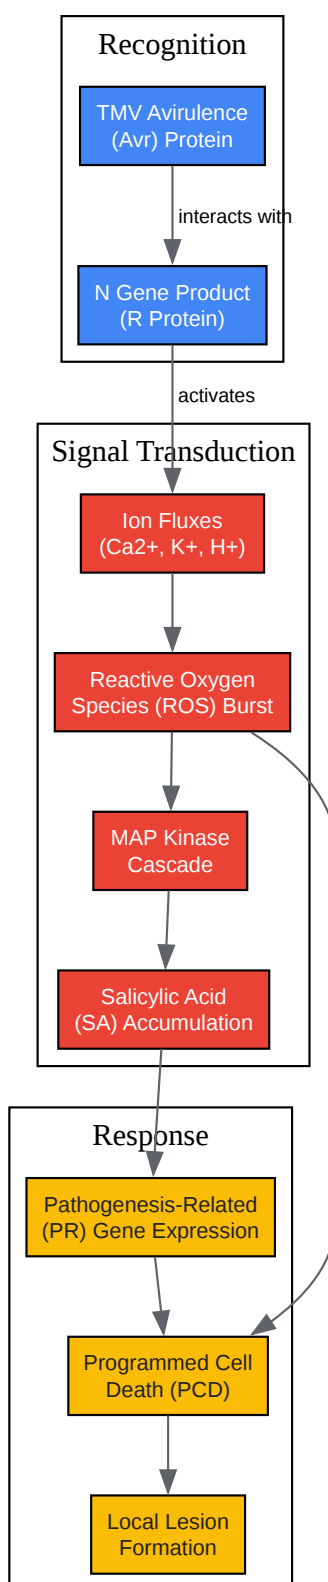 Recognition
TMV Avirulence
(Avr) Protein
interacts with
N Gene Product
(R Protein)
activates
Signal Transduction
Ion Fluxes
(Ca2+, K+, H+)
Reactive Oxygen
Species (ROS) Burst
MAP Kinase
Cascade
Salicylic Acid
(SA) Accumulation
Response
Pathogenesis-Related
(PR) Gene Expression
Programmed Cell
Death (PCD)
Local Lesion
Formation